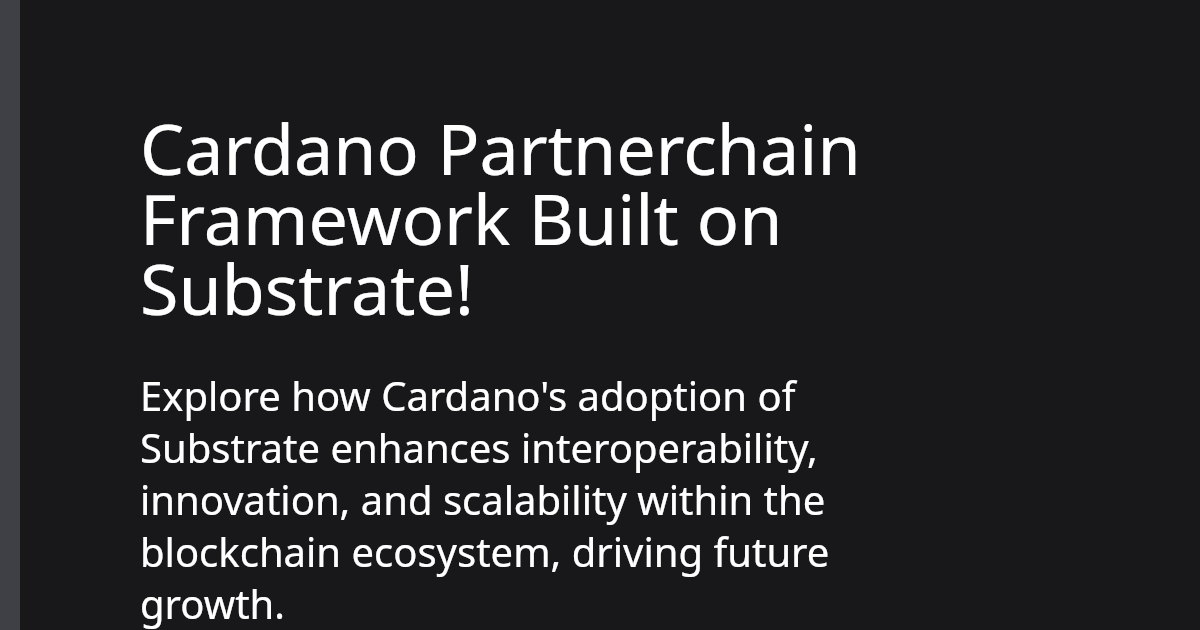 Cardano Partnerchain
Framework Built on
Substrate!
Explore how Cardano's adoption of
Substrate enhances interoperability,
innovation, and scalability within the
blockchain ecosystem, driving future
growth.